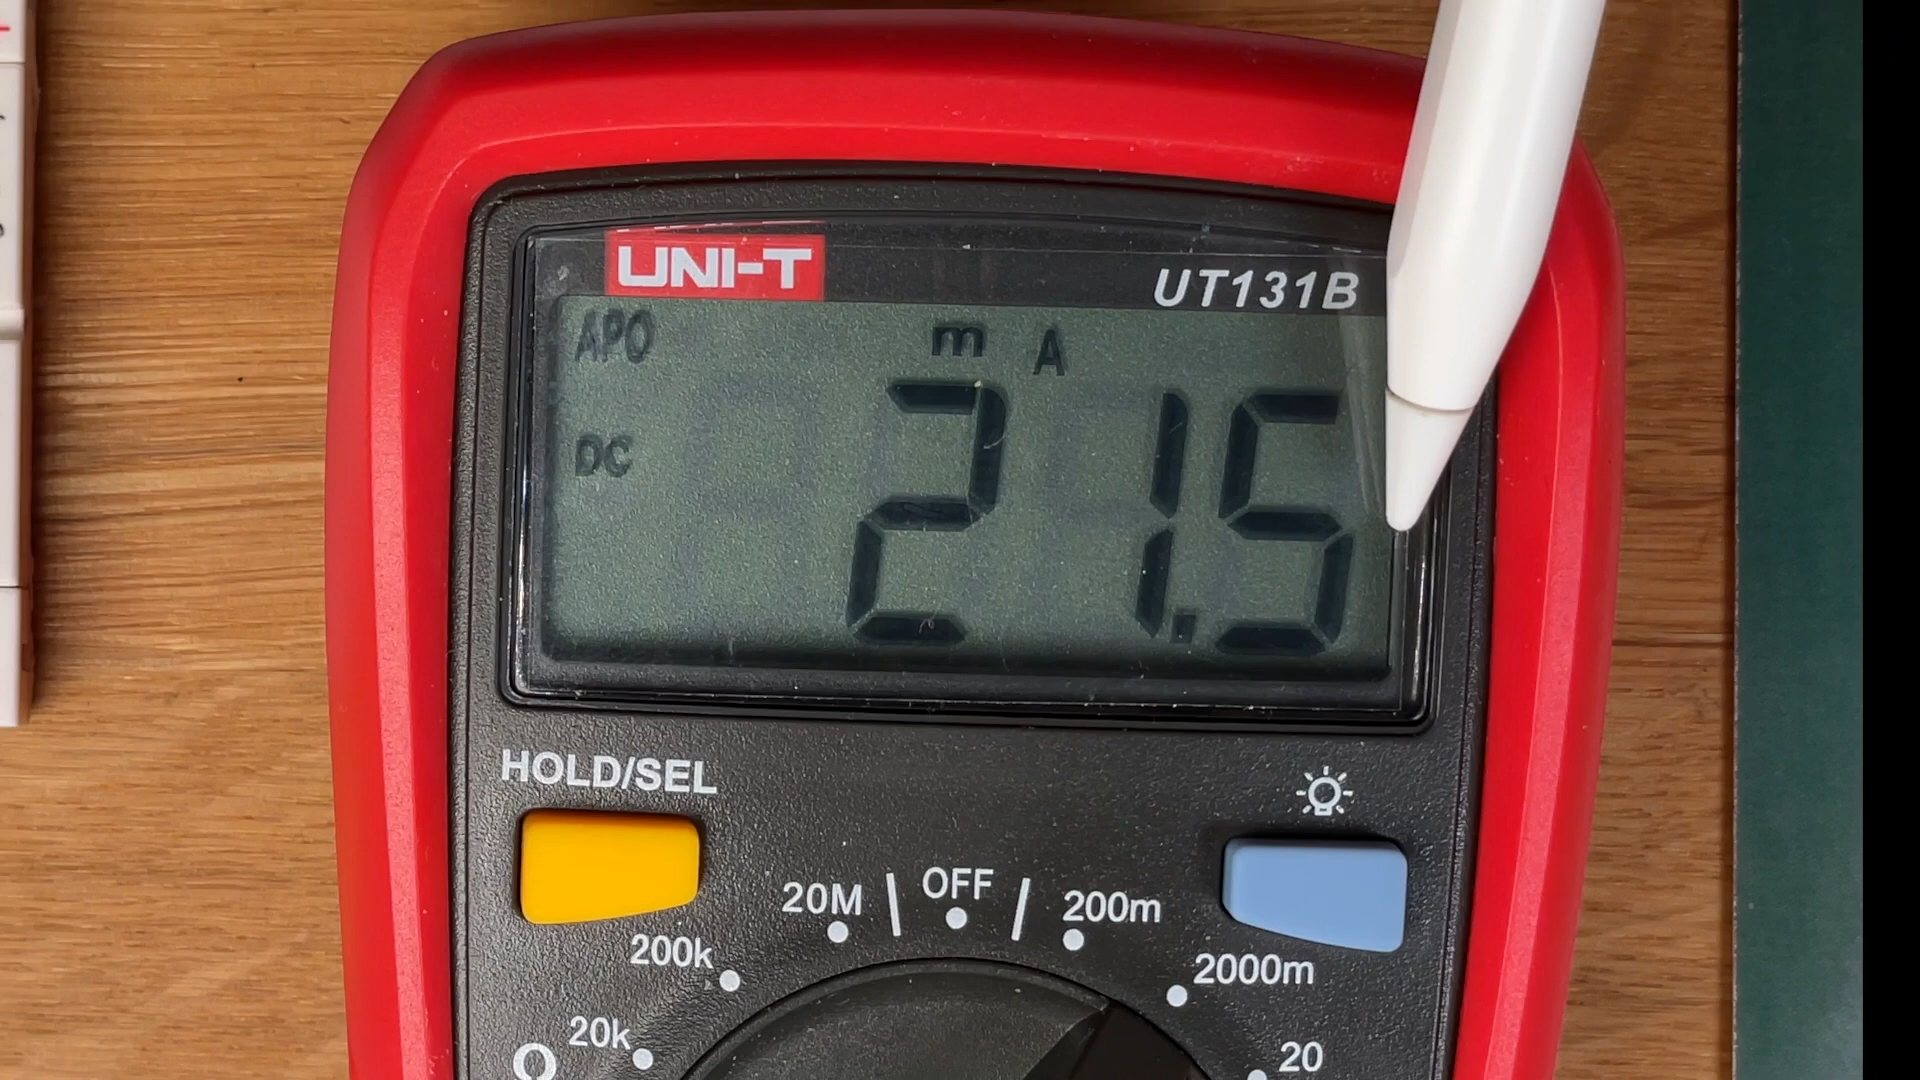 UNI-T
UT131B
APO
m A
DC
21.5
HOLD/SEL
OFF
20M
200m
200k
2000m
20k
20
Ω